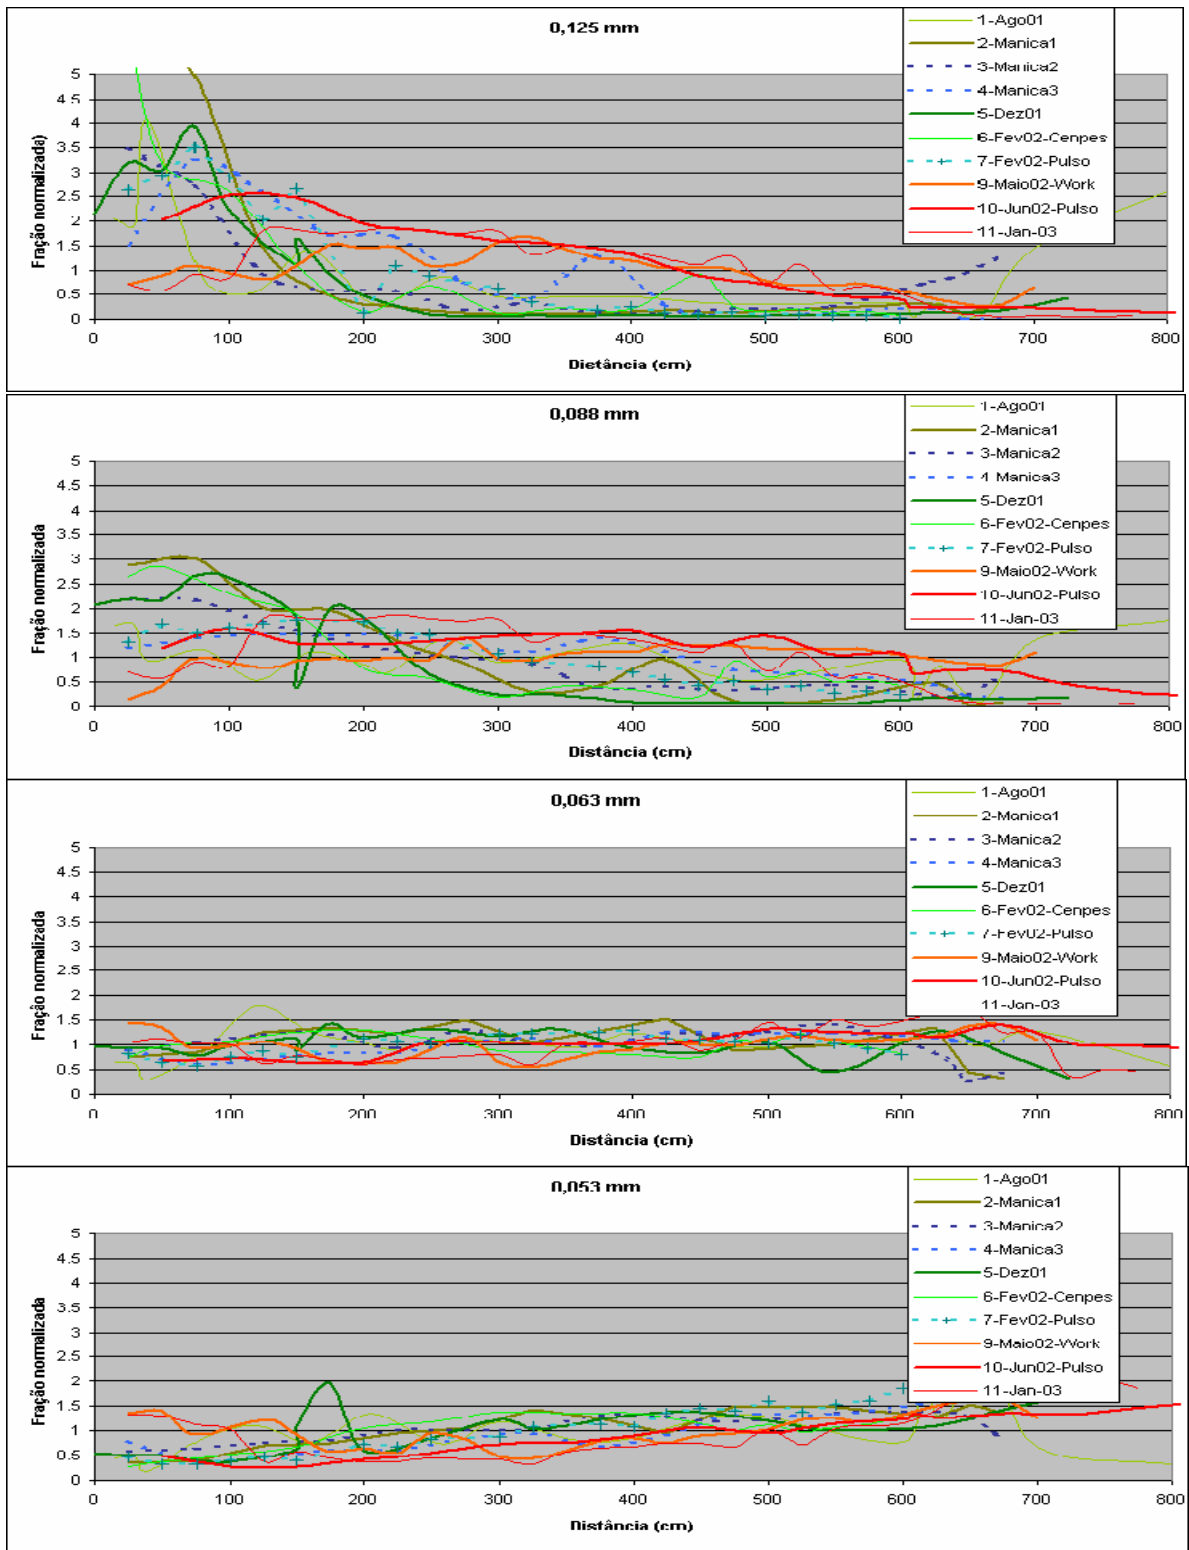 0,125 mm
1-Ago01
2-Manica1
3-Manica2
4-Manica3
5-Dez01
6-Fev02-Cenpes
7-Fev02-Pulso
9-Maio02-Work
10-Jun02-Pulso
11-Jan-03
Fração normalizada)
5
4.5
4
3.5
3
2.5
2
1.5
1
0.5
0
0 100 200 300 400 500 600 700 800
Distância (cm)
0,088 mm
1-Ago01
2-Manica1
3-Manica2
4-Manica3
5-Dez01
6-Fev02-Cenpes
7-Fev02-Pulso
9-Maio02-Work
10-Jun02-Pulso
11-Jan-03
Fração normalizada
5
4.5
4
3.5
3
2.5
2
1.5
1
0.5
0
0 100 200 300 400 500 600 700 800
Distância (cm)
0,063 mm
1-Ago01
2-Manica1
3-Manica2
4-Manica3
5-Dez01
6-Fev02-Cenpes
7-Fev02-Pulso
9-Maio02-Work
10-Jun02-Pulso
11-Jan-03
Fração normalizada
5
4.5
4
3.5
3
2.5
2
1.5
1
0.5
0
0 100 200 300 400 500 600 700 800
Distância (cm)
0,053 mm
1-Ago01
2-Manica1
3-Manica2
4-Manica3
5-Dez01
6-Fev02-Cenpes
7-Fev02-Pulso
9-Maio02-Work
10-Jun02-Pulso
11-Jan-03
Fração normalizada
5
4.5
4
3.5
3
2.5
2
1.5
1
0.5
0
0 100 200 300 400 500 600 700 800
Distância (cm)